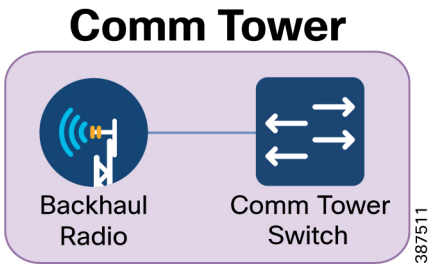 Comm Tower
Backhaul
Radio
Comm Tower
Switch
387511